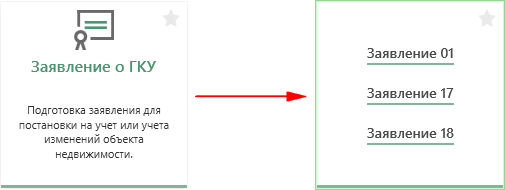 Заявление о ГКУ
Подготовка заявления для
постановки на учет или учета
изменений объекта
недвижимости.
Заявление 01
Заявление 17
Заявление 18